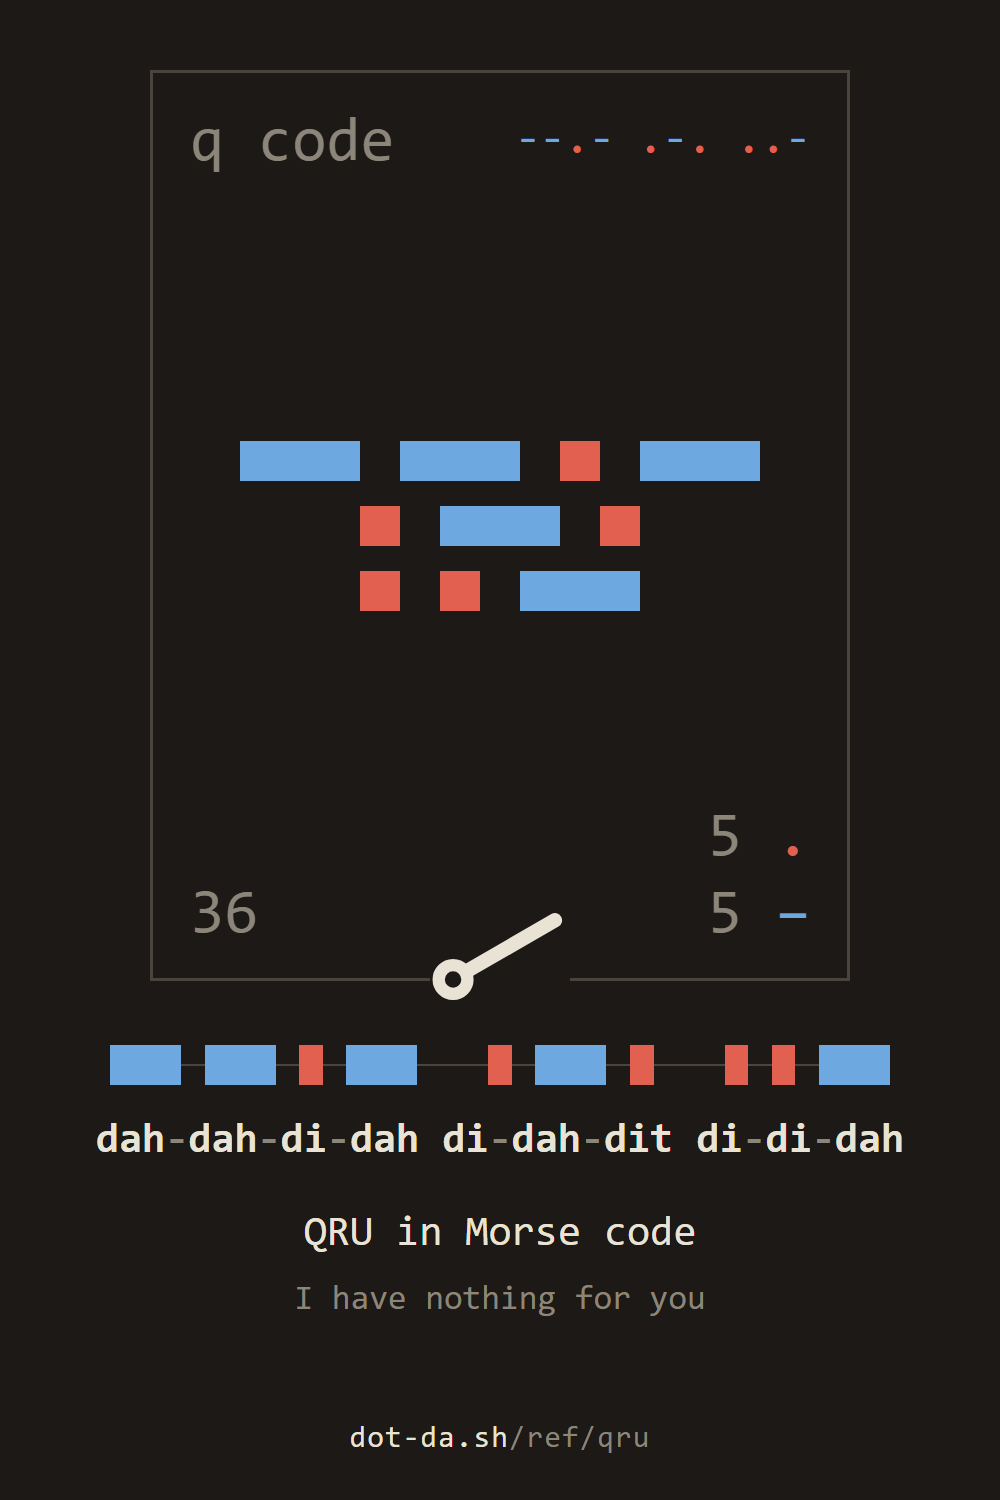 q code --.- .-. ..-
5 .
36 5 -
dah-dah-di-dah di-dah-dit di-di-dah
QRU in Morse code
I have nothing for you
dot-da.sh/ref/qru